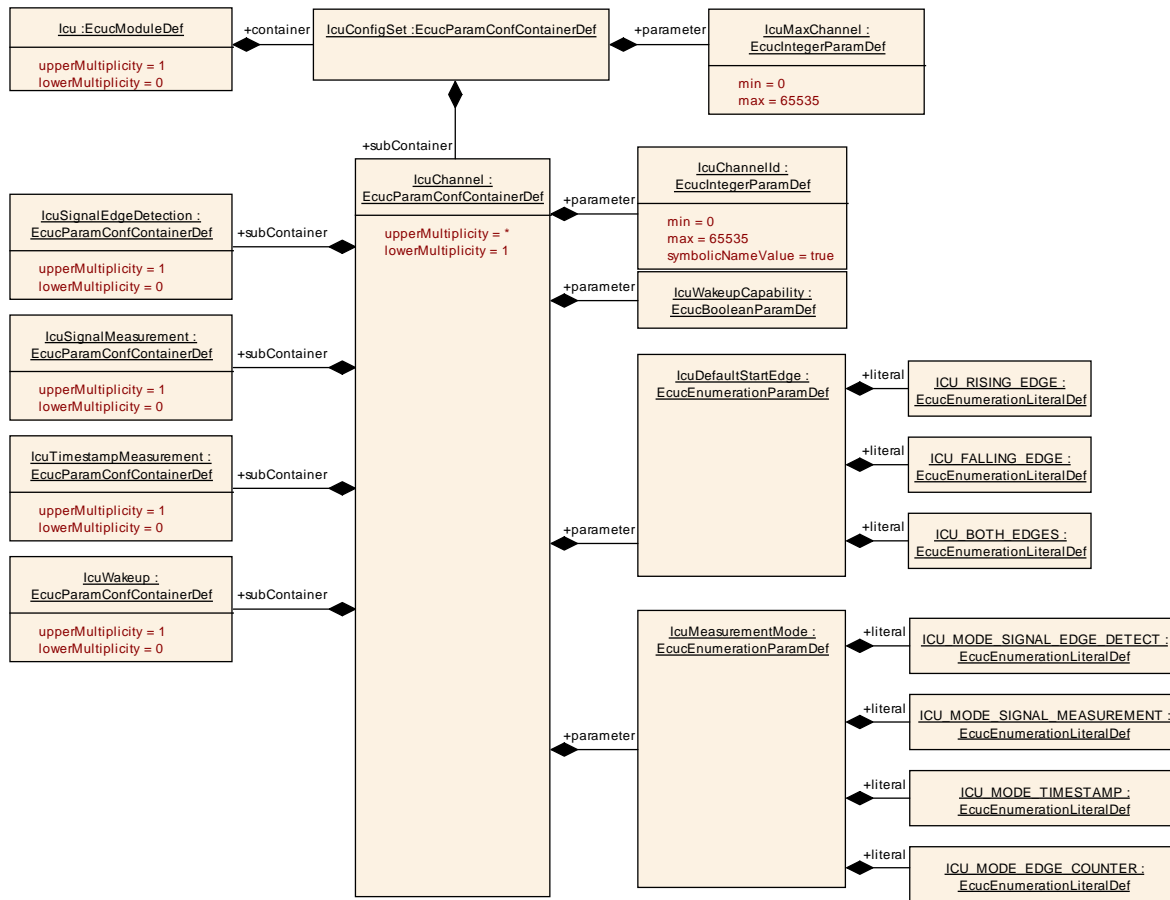 Icu :EcucModuleDef
upperMultiplicity = 1
lowerMultiplicity = 0
+container
IcuConfigSet :EcucParamConfContainerDef
+parameter
IcuMaxChannel :
EcucIntegerParamDef
min = 0
max = 65535
+subContainer
IcuChannel :
EcucParamConfContainerDef
upperMultiplicity = *
lowerMultiplicity = 1
IcuSignalEdgeDetection :
EcucParamConfContainerDef
upperMultiplicity = 1
lowerMultiplicity = 0
+subContainer
IcuSignalMeasurement :
EcucParamConfContainerDef
upperMultiplicity = 1
lowerMultiplicity = 0
+subContainer
IcuTimestampMeasurement :
EcucParamConfContainerDef
upperMultiplicity = 1
lowerMultiplicity = 0
+subContainer
IcuWakeup :
EcucParamConfContainerDef
upperMultiplicity = 1
lowerMultiplicity = 0
+subContainer
+parameter
IcuChannelId :
EcucIntegerParamDef
min = 0
max = 65535
symbolicNameValue = true
+parameter
IcuWakeupCapability :
EcucBooleanParamDef
+parameter
IcuDefaultStartEdge :
EcucEnumerationParamDef
+literal
ICU_RISING_EDGE :
EcucEnumerationLiteralDef
+literal
ICU_FALLING_EDGE :
EcucEnumerationLiteralDef
+literal
ICU_BOTH_EDGES :
EcucEnumerationLiteralDef
+parameter
IcuMeasurementMode :
EcucEnumerationParamDef
+literal
ICU_MODE_SIGNAL_EDGE_DETECT :
EcucEnumerationLiteralDef
+literal
ICU_MODE_SIGNAL_MEASUREMENT :
EcucEnumerationLiteralDef
+literal
ICU_MODE_TIMESTAMP :
EcucEnumerationLiteralDef
+literal
ICU_MODE_EDGE_COUNTER :
EcucEnumerationLiteralDef